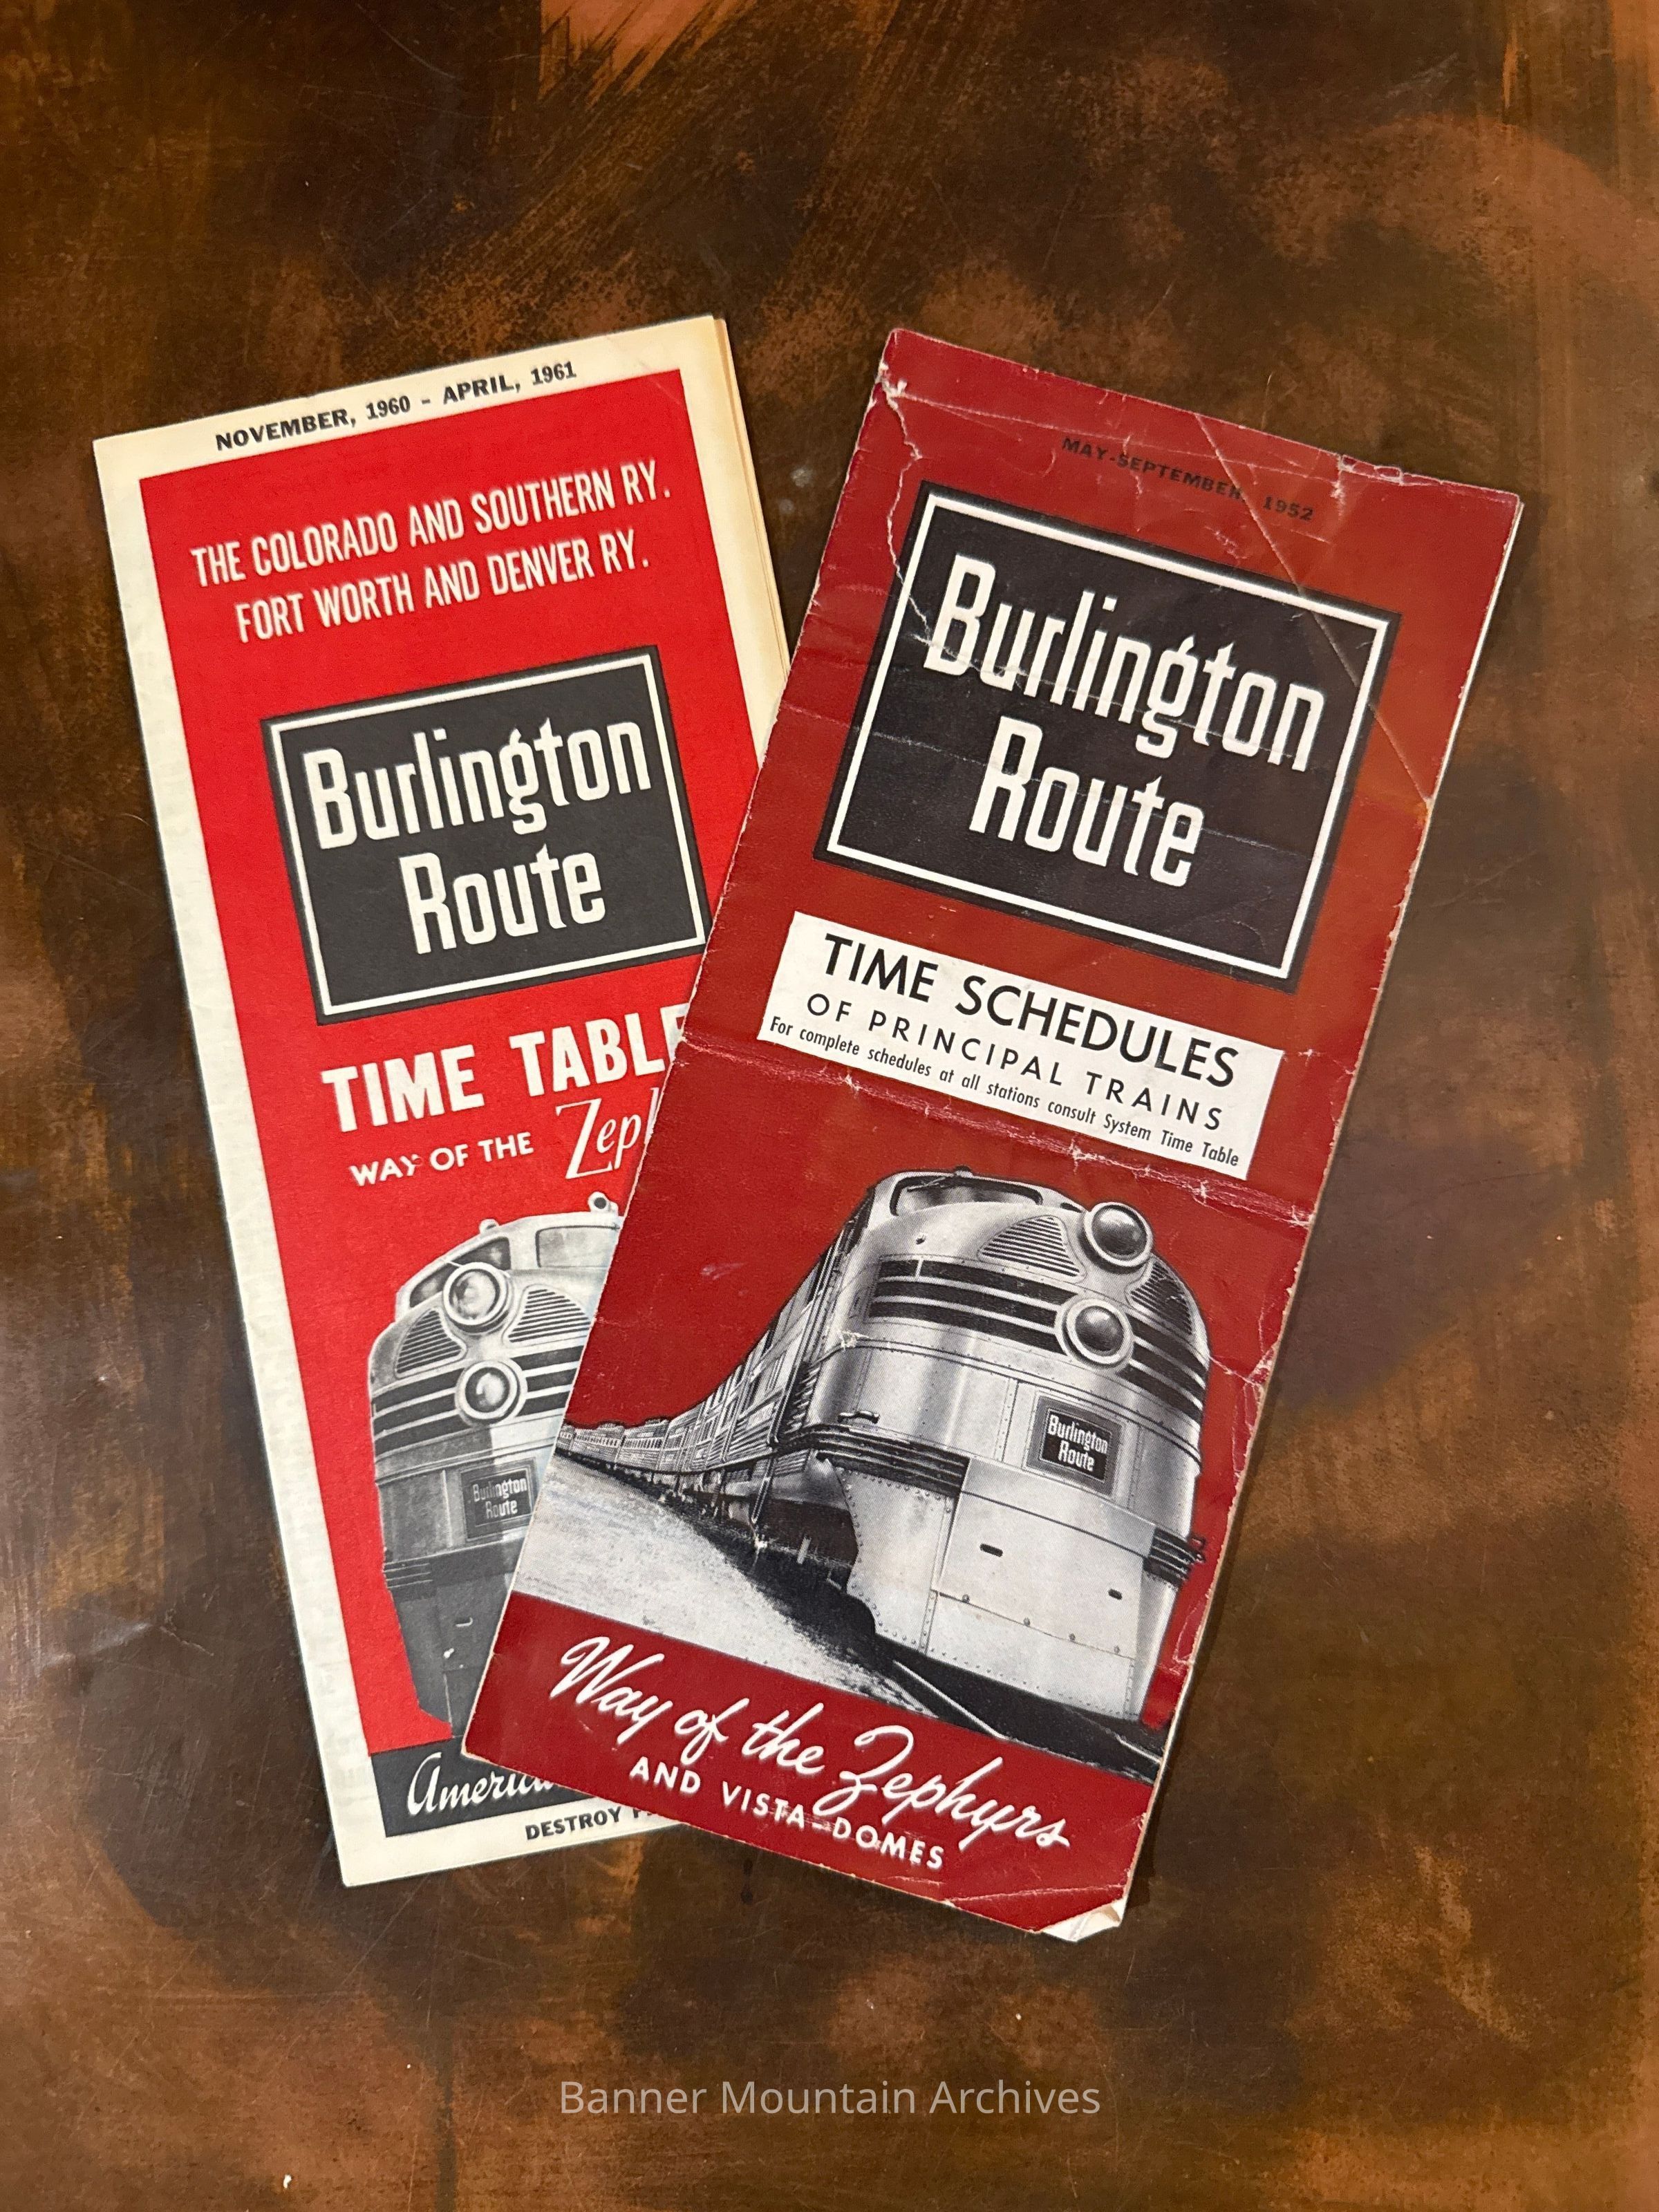 NOVEMBER, 1960 - APRIL, 1961
THE COLORADO AND SOUTHERN RY.
FORT WORTH AND DENVER RY.
Burlington
Route
TIME TABLE
WAY OF THE
Burlington
Route
DESTROY
MAY-SEPTEMBER, 1952
Burlington
Route
TIME SCHEDULES
OF PRINCIPAL TRAINS
For complete schedules at all stations consult System Time Table
Burlington
Route
Way of the Zephyrs
AND VISTA-DOMES
Banner Mountain Archives